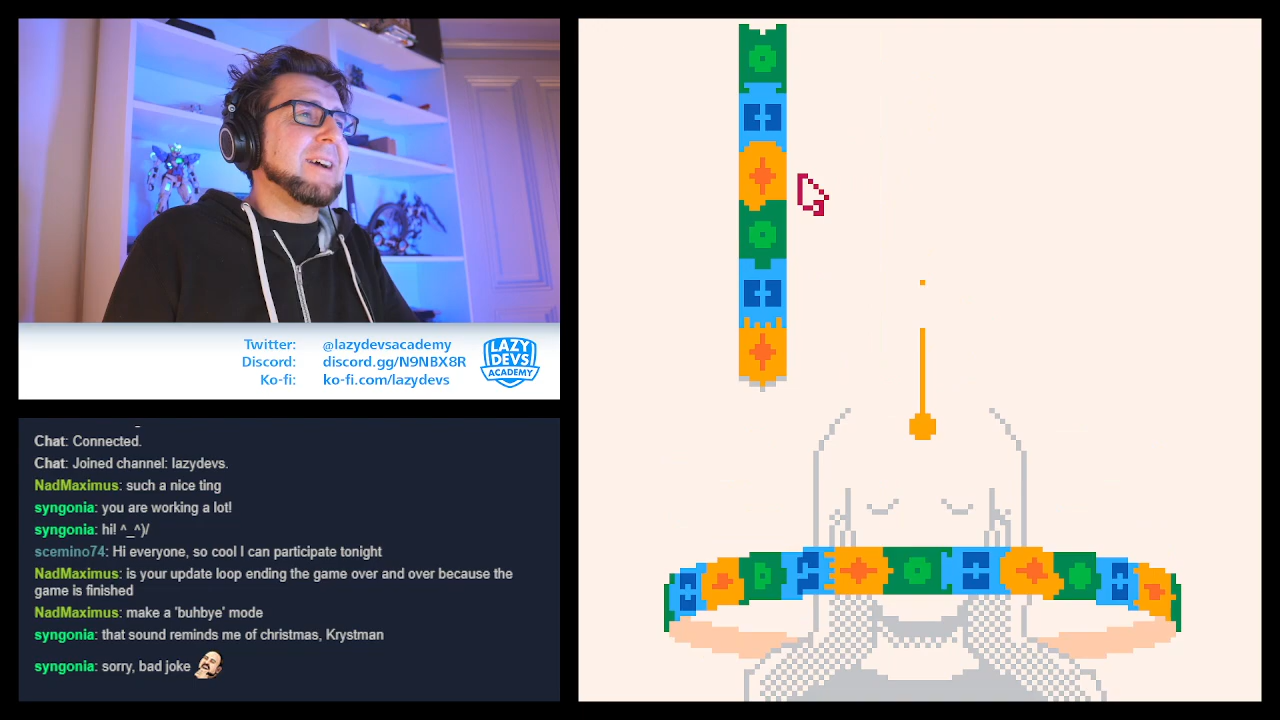 Twitter: @lazydevsacademy
Discord: discord.gg/N9NBX8R
Ko-fi: ko-fi.com/lazydevs
LAZY
DEVS
ACADEMY
Chat: Connected.
Chat: Joined channel: lazydevs.
NadMaximus: such a nice ting
syngonia: you are working a lot!
syngonia: hi! ^_^)/
scemino74: Hi everyone, so cool I can participate tonight
NadMaximus: is your update loop ending the game over and over because the
game is finished
NadMaximus: make a 'buhbye' mode
syngonia: that sound reminds me of christmas, Krystman
syngonia: sorry, bad joke